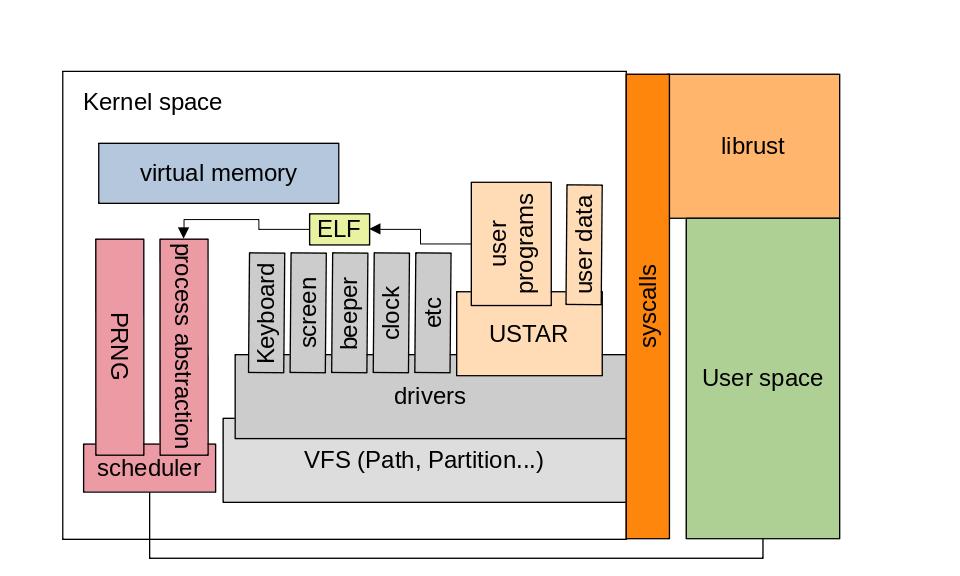 Kernel space
virtual memory
librust
ELF
user
programs
user data
PRNG
process abstraction
Keyboard
screen
beeper
clock
etc
USTAR
syscalls
drivers
User space
VFS (Path, Partition...)
scheduler